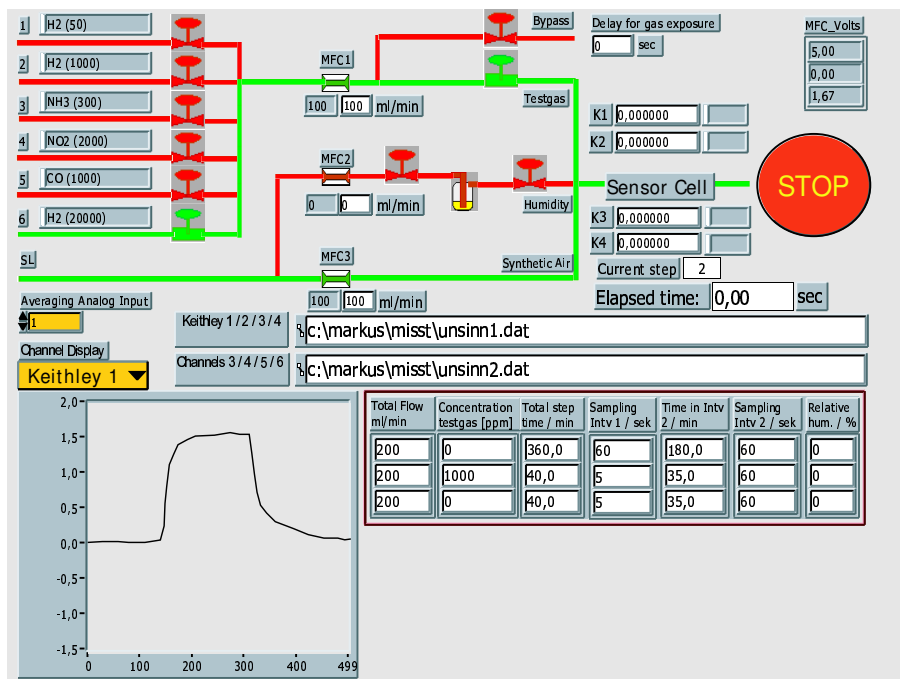 1 H2 (50)
2 H2 (1000)
3 NH3 (300)
4 NO2 (2000)
5 CO (1000)
6 H2 (20000)
SL
MFC1
100 100 ml/min
MFC2
0 0 ml/min
MFC3
100 100 ml/min
Bypass
Testgas
Humidity
Synthetic Air
Delay for gas exposure
0 sec
MFC_Volts
5,00
0,00
1,67
K1 0,000000
K2 0,000000
Sensor Cell
K3 0,000000
K4 0,000000
STOP
Current step 2
Elapsed time: 0,00 sec
Averaging Analog Input
1
Channel Display
Keithley 1
Keithley 1 / 2 / 3 / 4 c:\markus\misst\unsinn1.dat
Channels 3 / 4 / 5 / 6 c:\markus\misst\unsinn2.dat
2,0
1,5
1,0
0,5
0,0
-0,5
-1,0
-1,5
0 100 200 300 400 499
Total Flow Concentration Total step Sampling Time in Intv Sampling Relative
ml/min testgas [ppm] time / min Intv 1 / sek 2 / min Intv 2 / sek hum. / %
200 0 360,0 60 180,0 60 0
200 1000 40,0 5 35,0 60 0
200 0 40,0 5 35,0 60 0